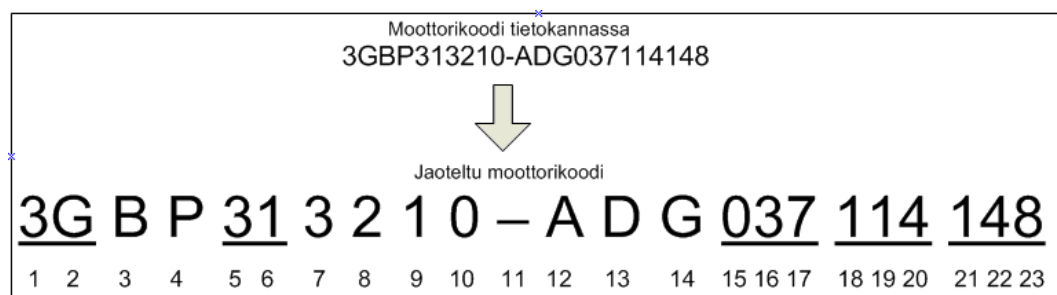 Moottorikoodi tietokannassa
3GBP313210-ADG037114148
Jaoteltu moottorikoodi
3G B P 31 3 2 1 0 – A D G 037 114 148
1 2 3 4 5 6 7 8 9 10 11 12 13 14 15 16 17 18 19 20 21 22 23